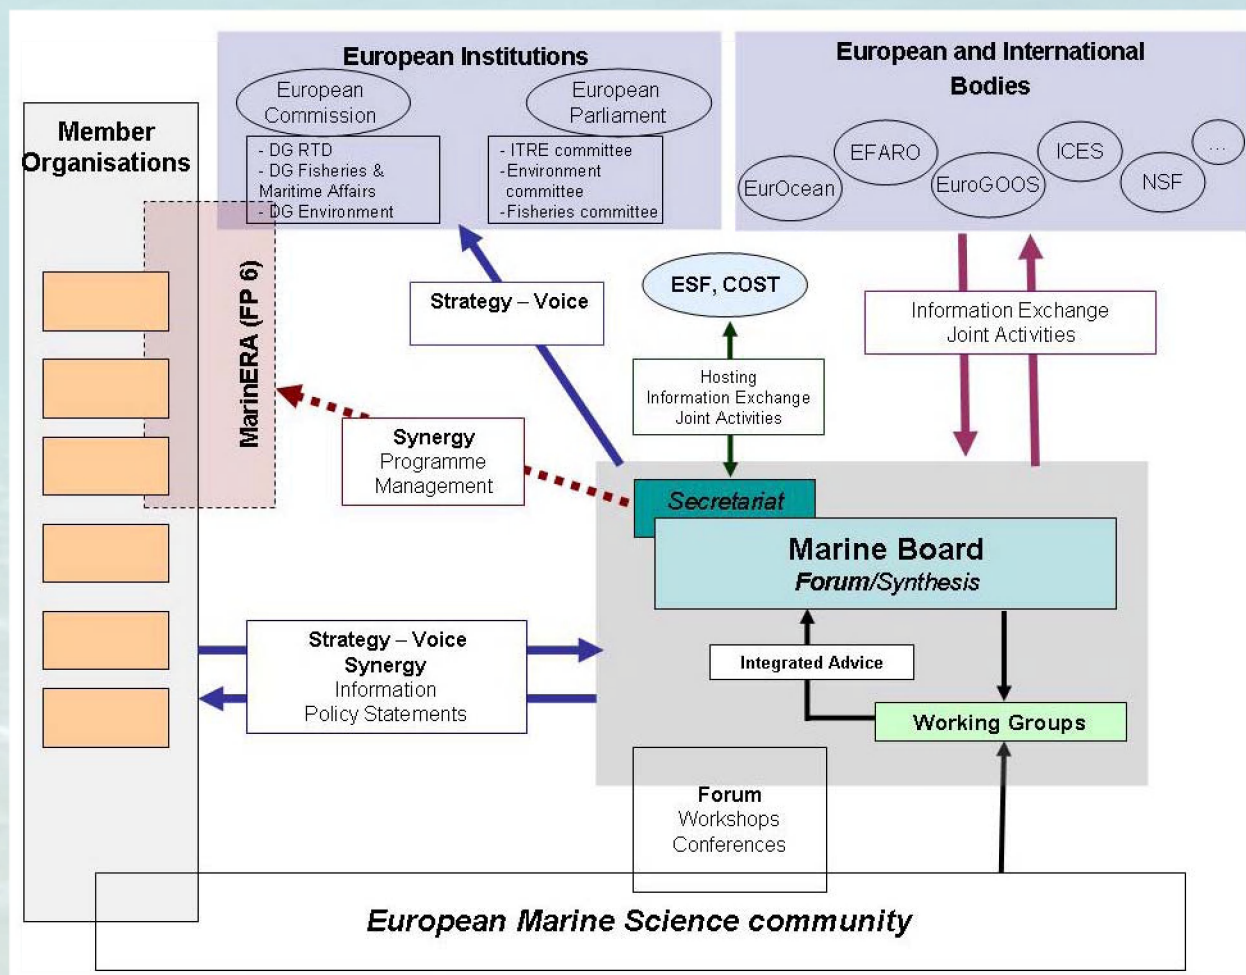 European Institutions
European
Commission
- DG RTD
- DG Fisheries &
Maritime Affairs
- DG Environment
European
Parliament
- ITRE committee
-Environment
committee
-Fisheries committee
European and International
Bodies
EurOcean
EFARO
EuroGOOS
ICES
NSF
...
Member
Organisations
MarinERA (FP 6)
Strategy – Voice
ESF, COST
Information Exchange
Joint Activities
Hosting
Information Exchange
Joint Activities
Synergy
Programme
Management
Secretariat
Marine Board
Forum/Synthesis
Strategy – Voice
Synergy
Information
Policy Statements
Integrated Advice
Working Groups
Forum
Workshops
Conferences
European Marine Science community